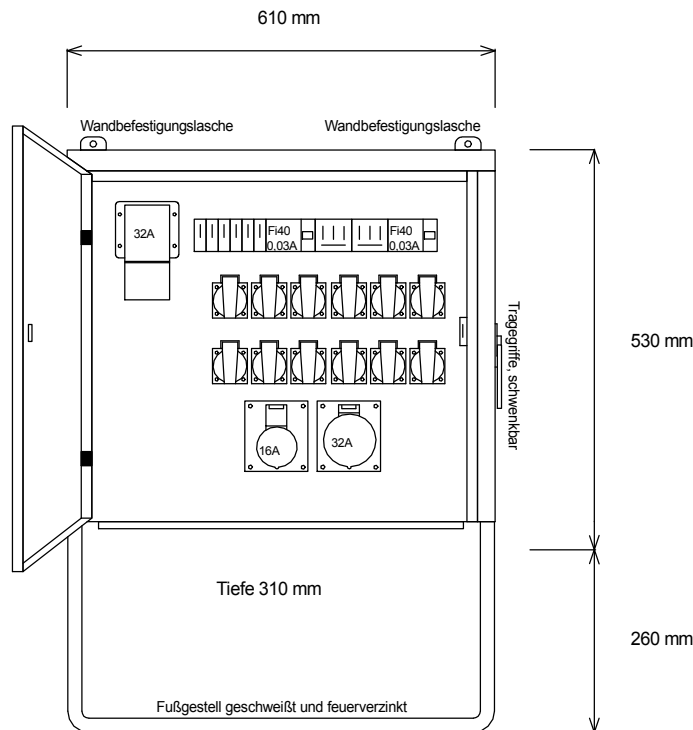 610 mm
Wandbefestigungslasche
Wandbefestigungslasche
32A
Fi40
0,03A
Fi40
0,03A
Tragegriffe, schwenkbar
530 mm
16A
32A
Tiefe 310 mm
260 mm
Fußgestell geschweißt und feuerverzinkt